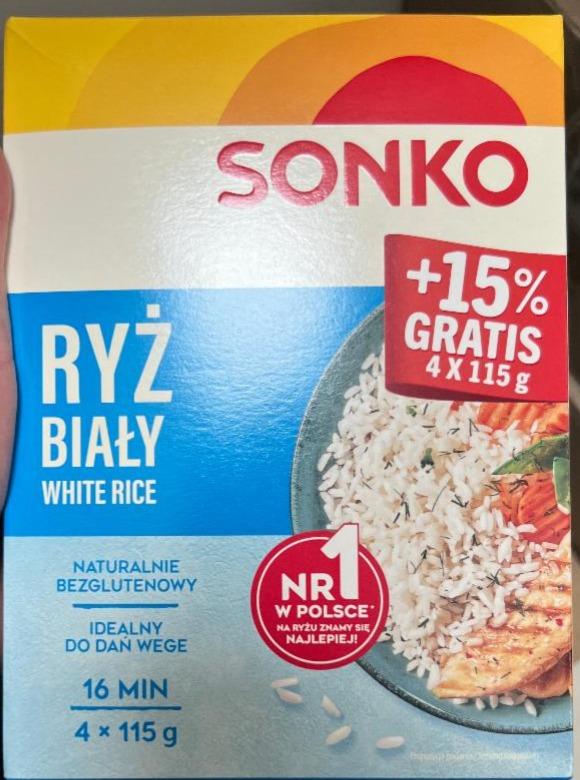 SONKO
+15%
GRATIS
4 X 115 g
RYŻ
BIAŁY
WHITE RICE
NATURALNIE
BEZGLUTENOWY
IDEALNY
DO DAŃ WEGE
16 MIN
4 × 115 g
NR 1
W POLSCE*
NA RYŻU ZNAMY SIĘ
NAJLEPIEJ!